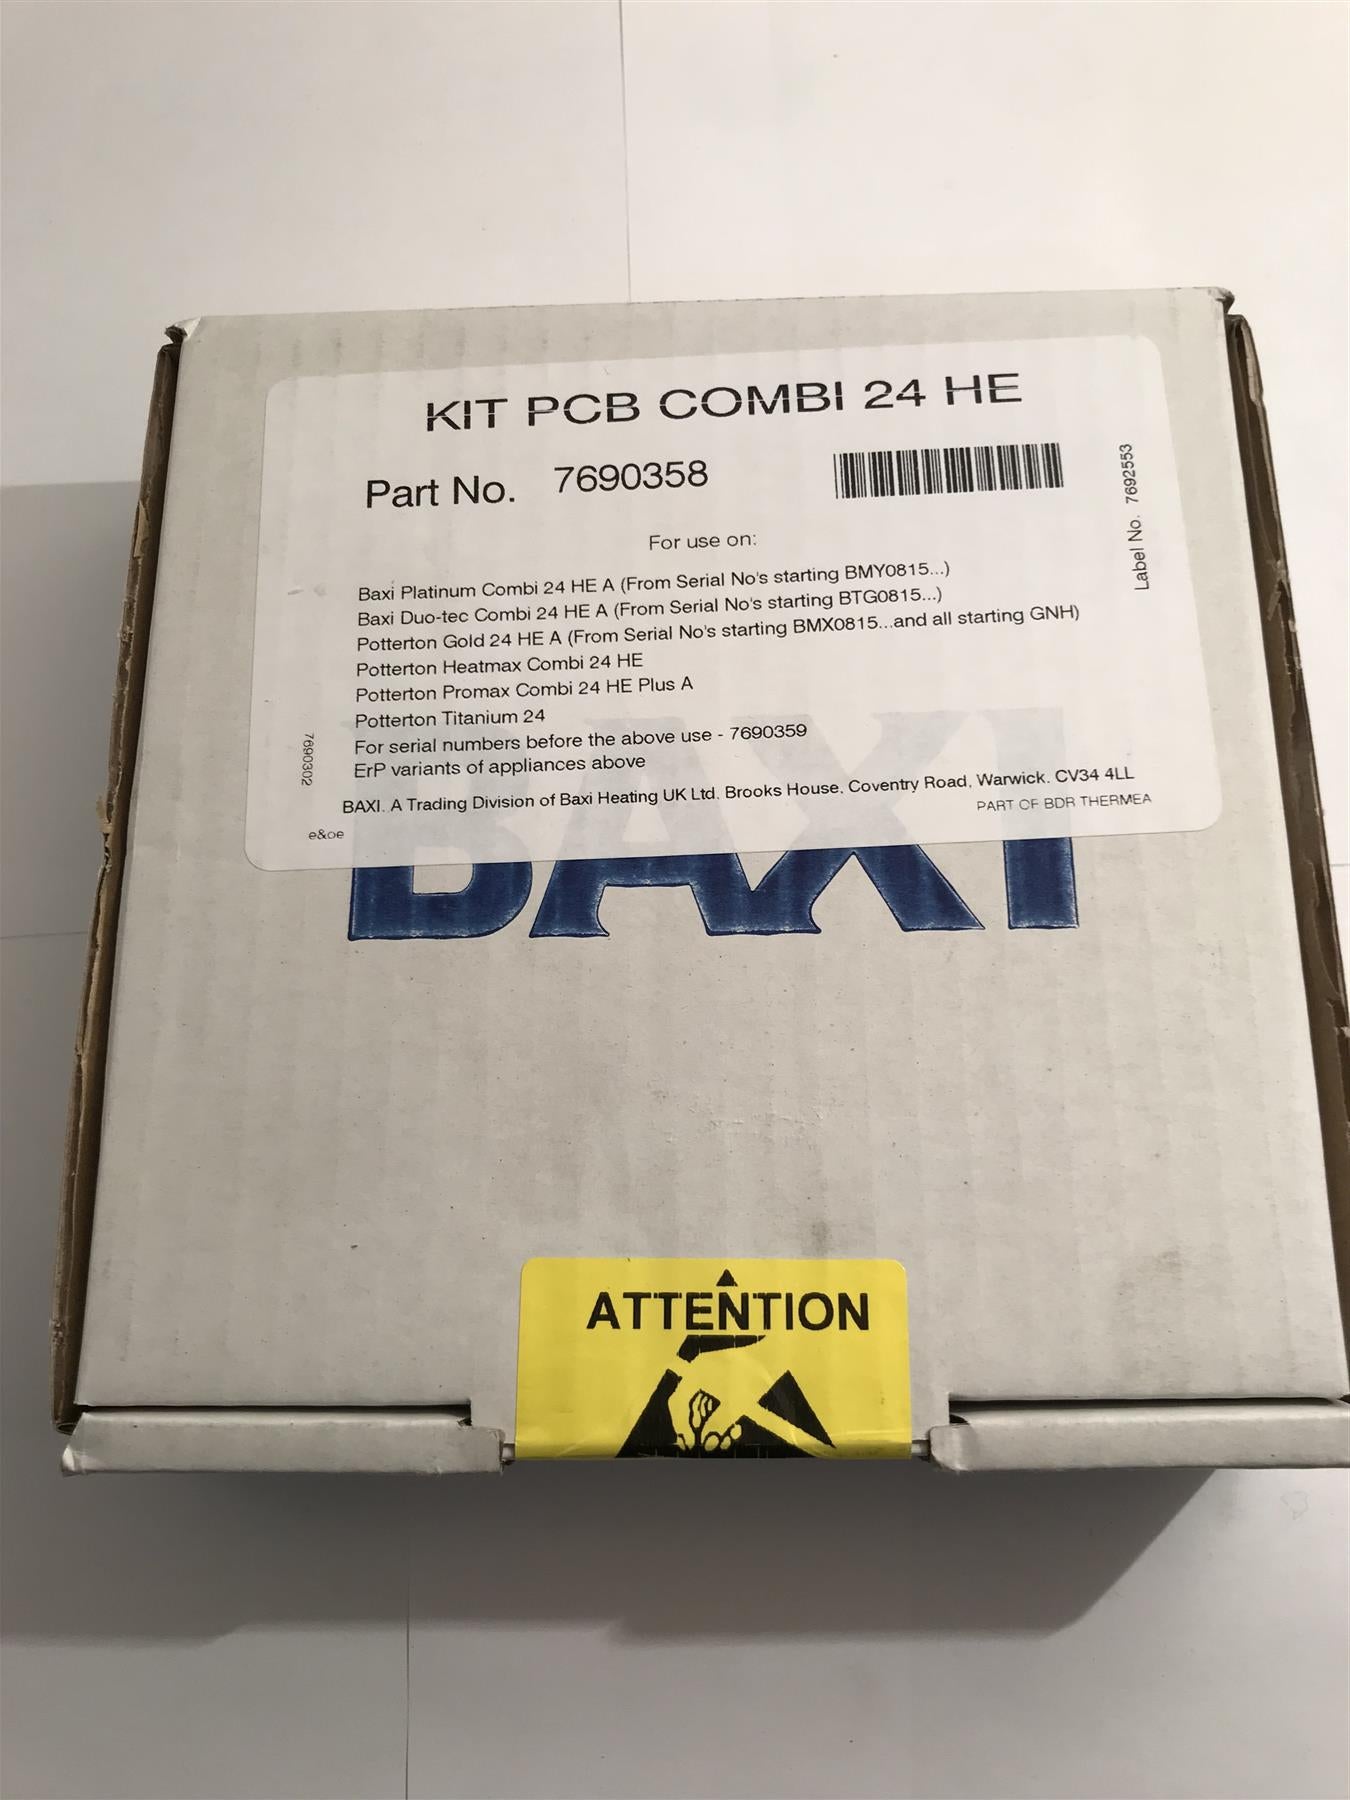 KIT PCB COMBI 24 HE
Part No. 7690358
Label No. 7692553
For use on:
Baxi Platinum Combi 24 HE A (From Serial No's starting BMY0815...)
Baxi Duo-tec Combi 24 HE A (From Serial No's starting BTG0815...)
Potterton Gold 24 HE A (From Serial No's starting BMX0815...and all starting GNH)
Potterton Heatmax Combi 24 HE
Potterton Promax Combi 24 HE Plus A
Potterton Titanium 24
For serial numbers before the above use - 7690359
ErP variants of appliances above
7690302
BAXI. A Trading Division of Baxi Heating UK Ltd. Brooks House. Coventry Road, Warwick. CV34 4LL
PART OF BDR THERMEA
e&oe
BAXI
ATTENTION